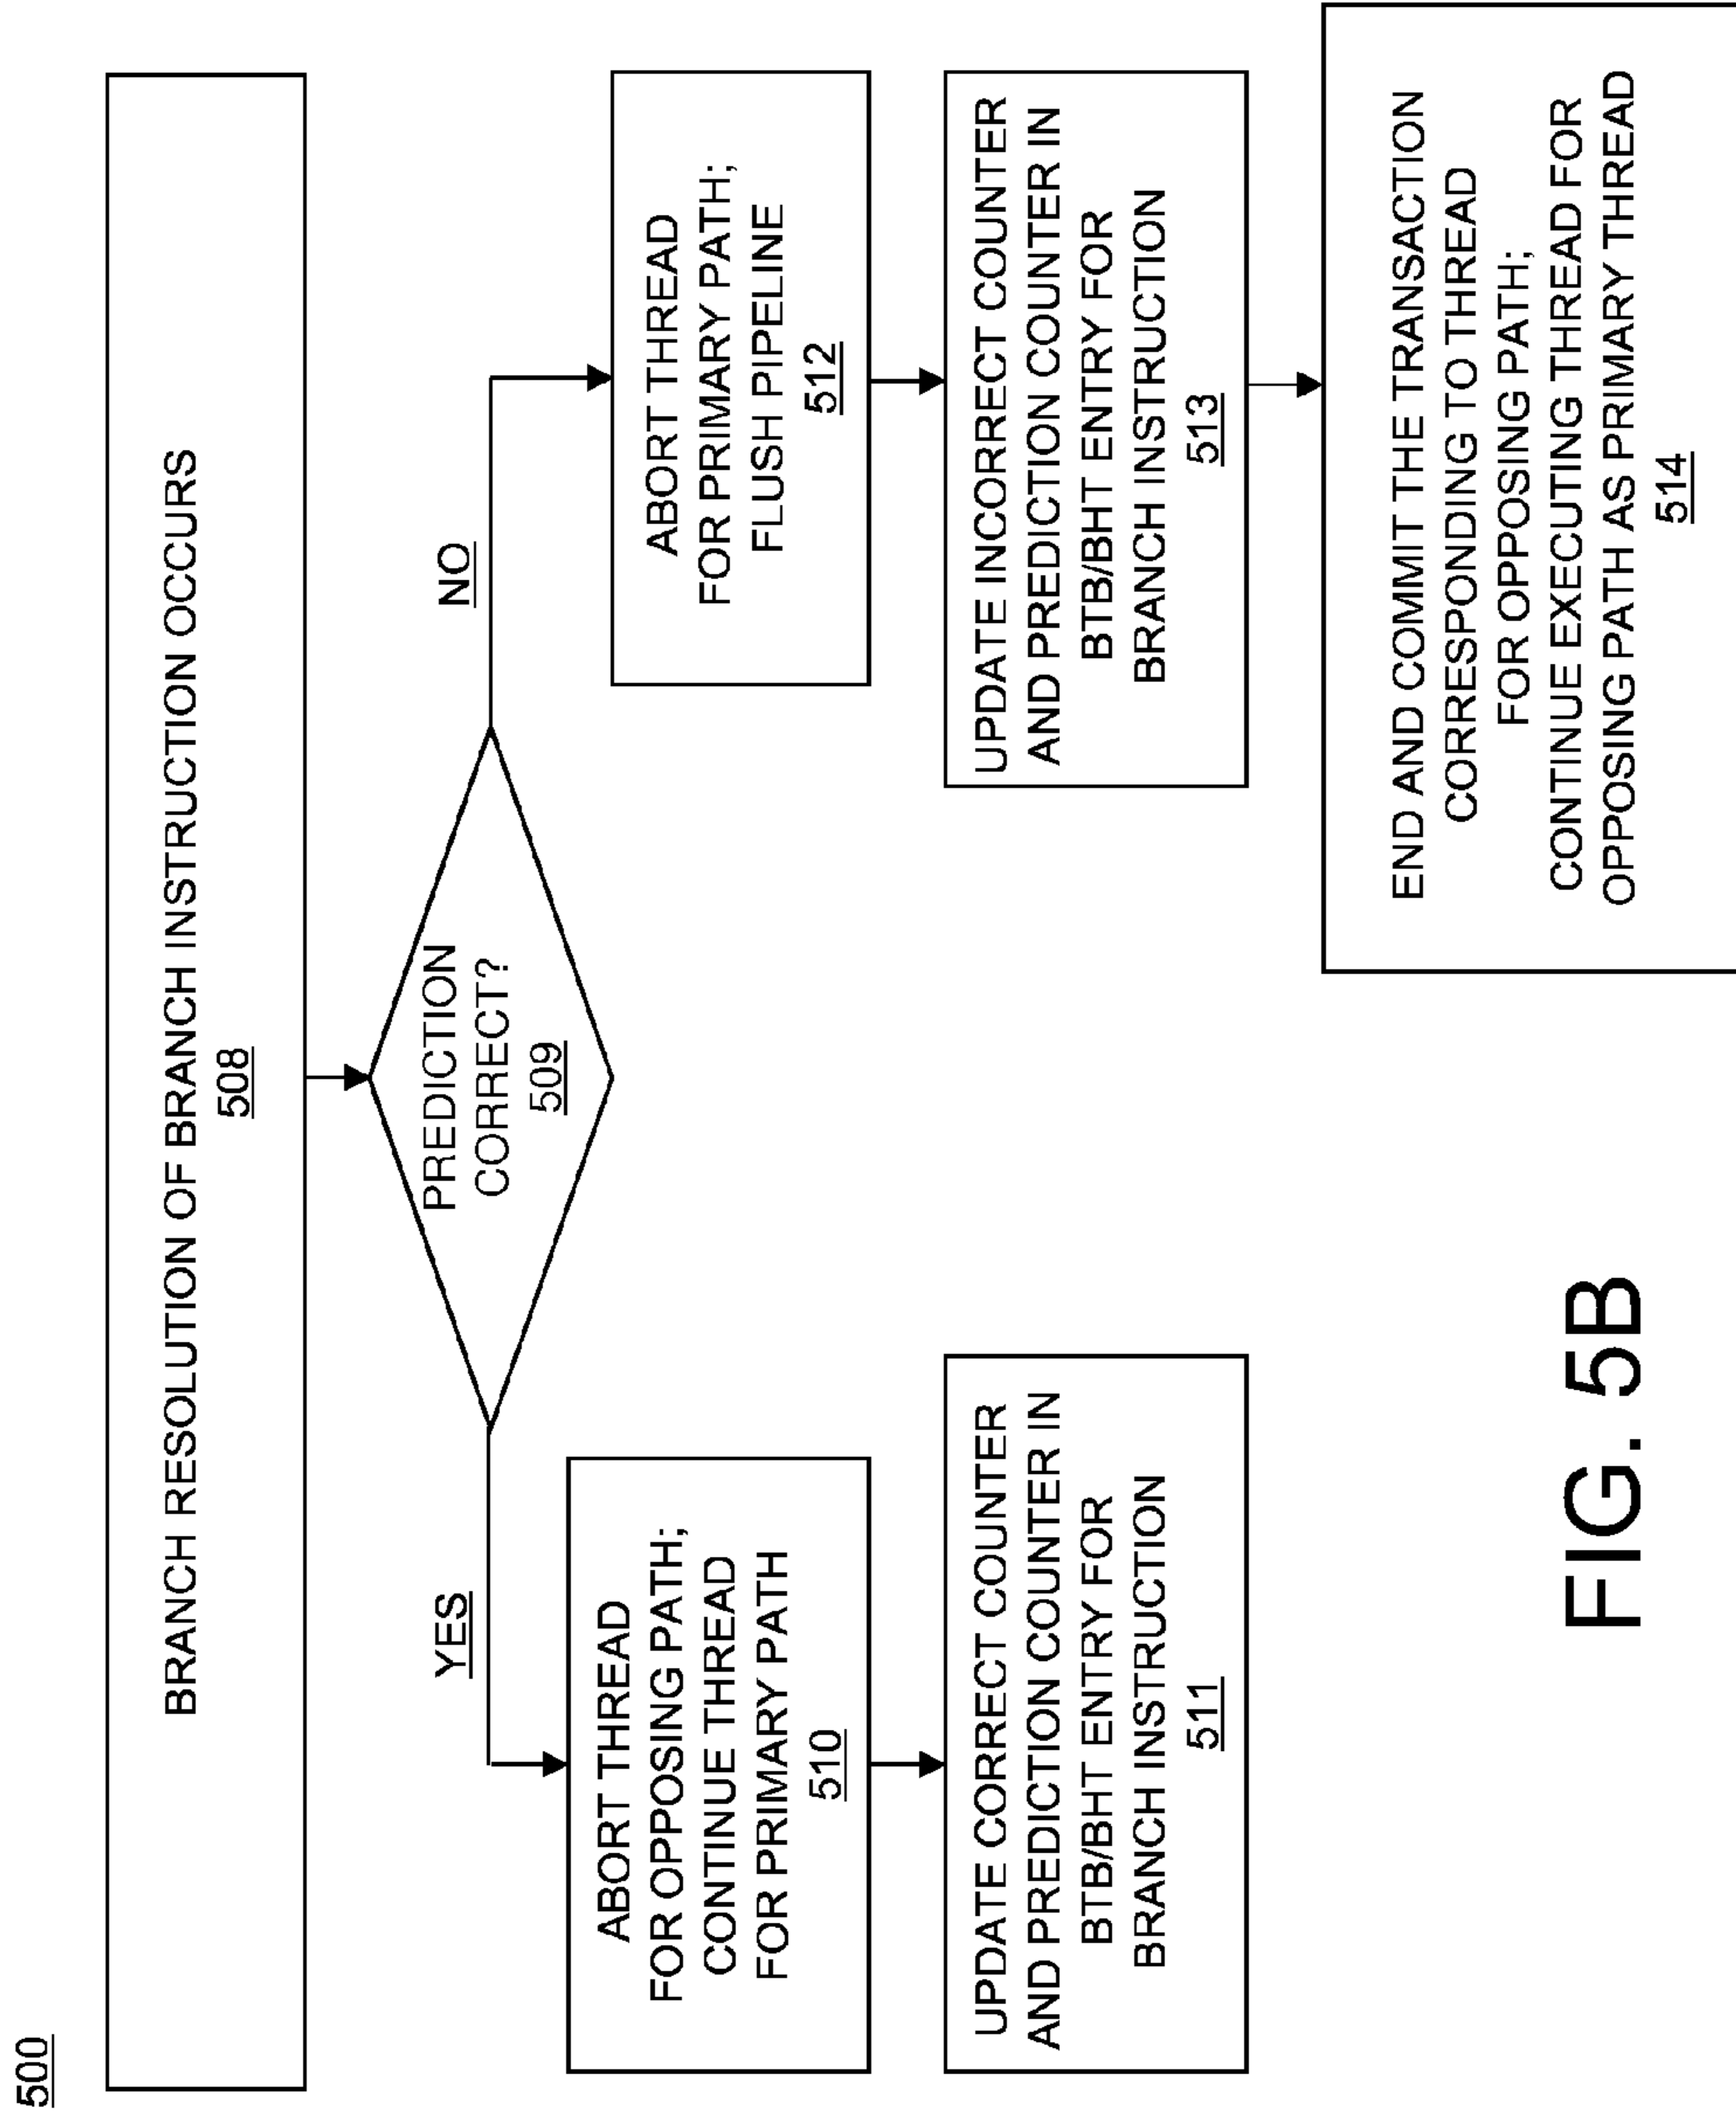 500
BRANCH RESOLUTION OF BRANCH INSTRUCTION OCCURS
508
PREDICTION
CORRECT?
509
YES
NO
ABORT THREAD
FOR OPPOSING PATH;
CONTINUE THREAD
FOR PRIMARY PATH
510
UPDATE CORRECT COUNTER
AND PREDICTION COUNTER IN
BTB/BHT ENTRY FOR
BRANCH INSTRUCTION
511
ABORT THREAD
FOR PRIMARY PATH;
FLUSH PIPELINE
512
UPDATE INCORRECT COUNTER
AND PREDICTION COUNTER IN
BTB/BHT ENTRY FOR
BRANCH INSTRUCTION
513
END AND COMMIT THE TRANSACTION
CORRESPONDING TO THREAD
FOR OPPOSING PATH;
CONTINUE EXECUTING THREAD FOR
OPPOSING PATH AS PRIMARY THREAD
514
FIG. 5B